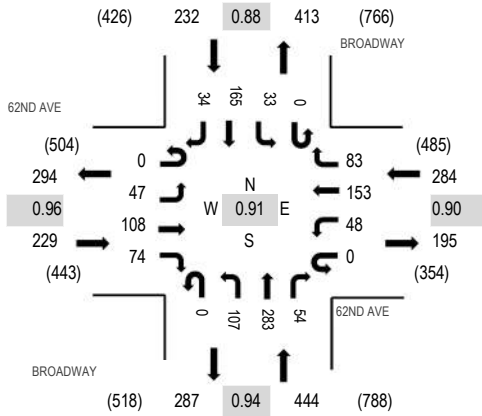 (426) 232 0.88 413 (766)
BROADWAY
34 165 33 0
62ND AVE
(504) (485)
0 83
294 284
47 N 153
0.96 W 0.91 E 0.90
108 48
229 S 195
74 0
(443) (354)
0 107 283 54
62ND AVE
BROADWAY
(518) 287 0.94 444 (788)